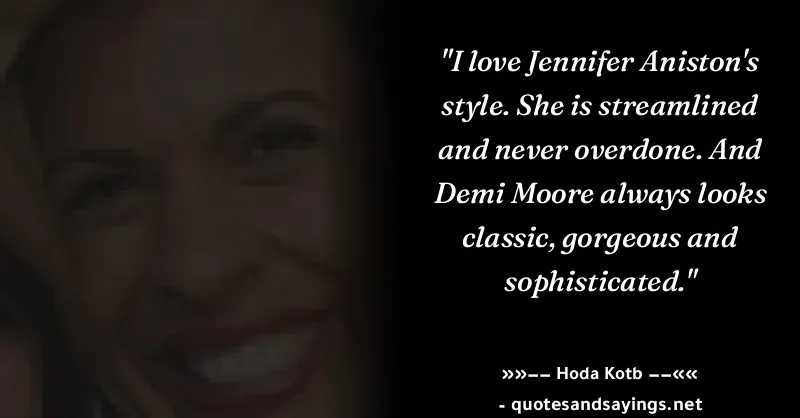 "I love Jennifer Aniston's
style. She is streamlined
and never overdone. And
Demi Moore always looks
classic, gorgeous and
sophisticated."
»»–– Hoda Kotb ––««
- quotesandsayings.net